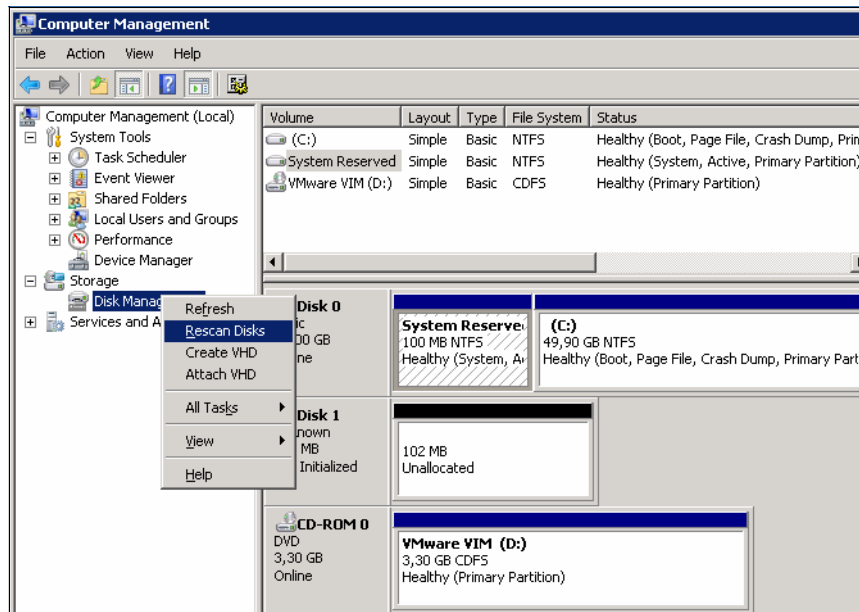 Computer Management
File Action View Help
Computer Management (Local)
System Tools
Task Scheduler
Event Viewer
Shared Folders
Local Users and Groups
Performance
Device Manager
Storage
Disk Manag
Services and A
Refresh
Rescan Disks
Create VHD
Attach VHD
All Tasks
View
Help
Volume Layout Type File System Status
(C:) Simple Basic NTFS Healthy (Boot, Page File, Crash Dump, Prim
System Reserved Simple Basic NTFS Healthy (System, Active, Primary Partition)
VMware VIM (D:) Simple Basic CDFS Healthy (Primary Partition)
Disk 0
ic
00 GB
ne
System Reserve
100 MB NTFS
Healthy (System, A
(C:)
49,90 GB NTFS
Healthy (Boot, Page File, Crash Dump, Primary Part
Disk 1
nown
MB
Initialized
102 MB
Unallocated
CD-ROM 0
DVD
3,30 GB
Online
VMware VIM (D:)
3,30 GB CDFS
Healthy (Primary Partition)